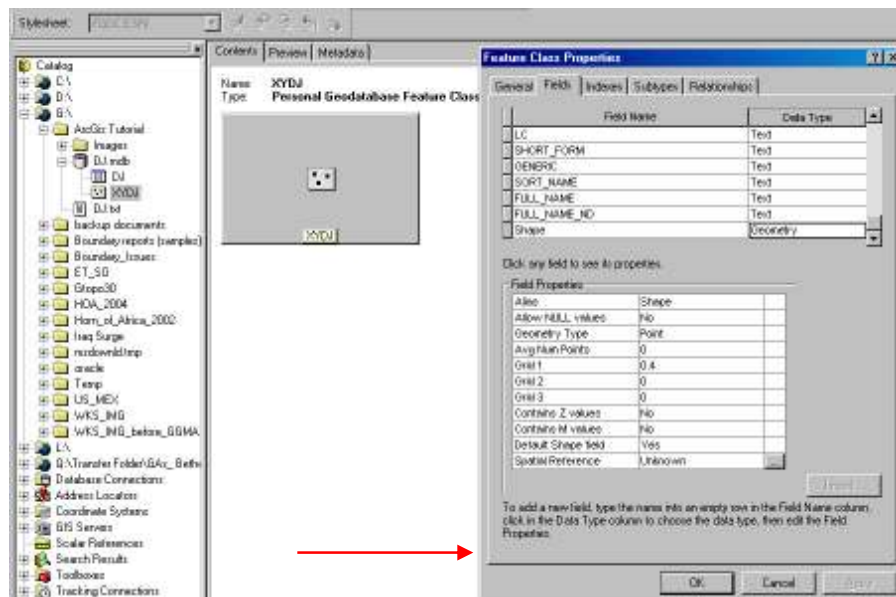 Stylesheet:
Contents Preview Metadata
Catalog
C:\
D:\
G:\
ArcGis Tutorial
Images
DJ.mdb
DJ
XYDJ
DJ.txt
backup documents
Boundary reports (samples)
Boundary_Issues
ET_SG
Gtopo30
HOA_2004
Horn_of_Africa_2002
Iraq Surge
nsrdownld.tmp
oracle
Temp
US_MEX
WKS_IMG
WKS_IMG_before_GGMA
L:\
Q:\Transfer Folder\GAx_Bethe
Database Connections
Address Locators
Coordinate Systems
GIS Servers
Scalar References
Search Results
Toolboxes
Tracking Connections
Name: XYDJ
Type: Personal Geodatabase Feature Class
XYDJ
Feature Class Properties
General Fields Indexes Subtypes Relationships
Field Name Data Type
LC Text
SHORT_FORM Text
GENERIC Text
SORT_NAME Text
FULL_NAME Text
FULL_NAME_ND Text
Shape Geometry
Click any field to see its properties.
Field Properties
Alias Shape
Allow NULL values No
Geometry Type Point
Avg Num Points 0
Grid 1 0.4
Grid 2 0
Grid 3 0
Contains Z values No
Contains M values No
Default Shape field Yes
Spatial Reference Unknown ...
To add a new field, type the name into an empty row in the Field Name column,
click in the Data Type column to choose the data type, then edit the Field
Properties.
OK Cancel Apply